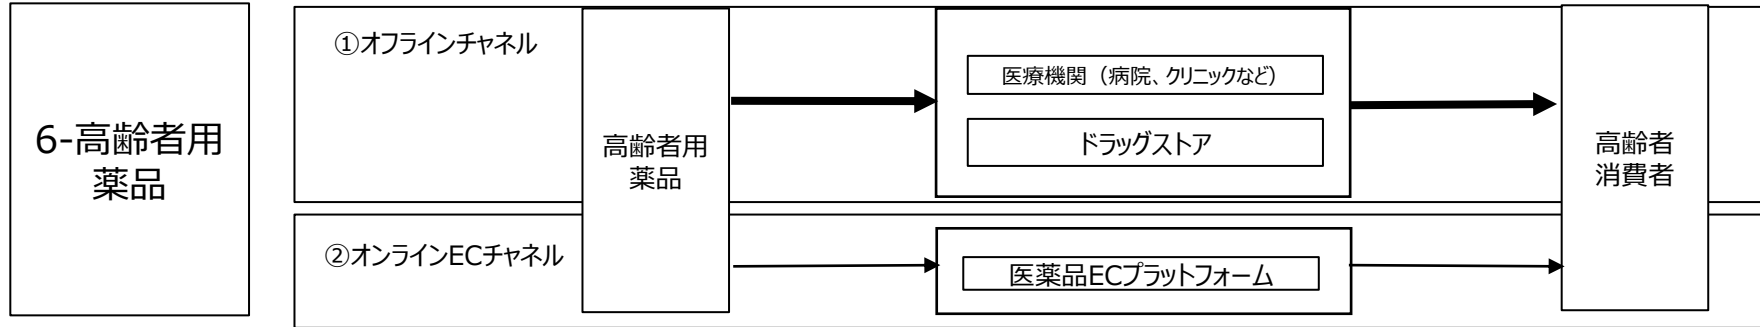 6-高齢者用
薬品
①オフラインチャネル
高齢者用
薬品
医療機関（病院、クリニックなど）
ドラッグストア
高齢者
消費者
②オンラインECチャネル
医薬品ECプラットフォーム